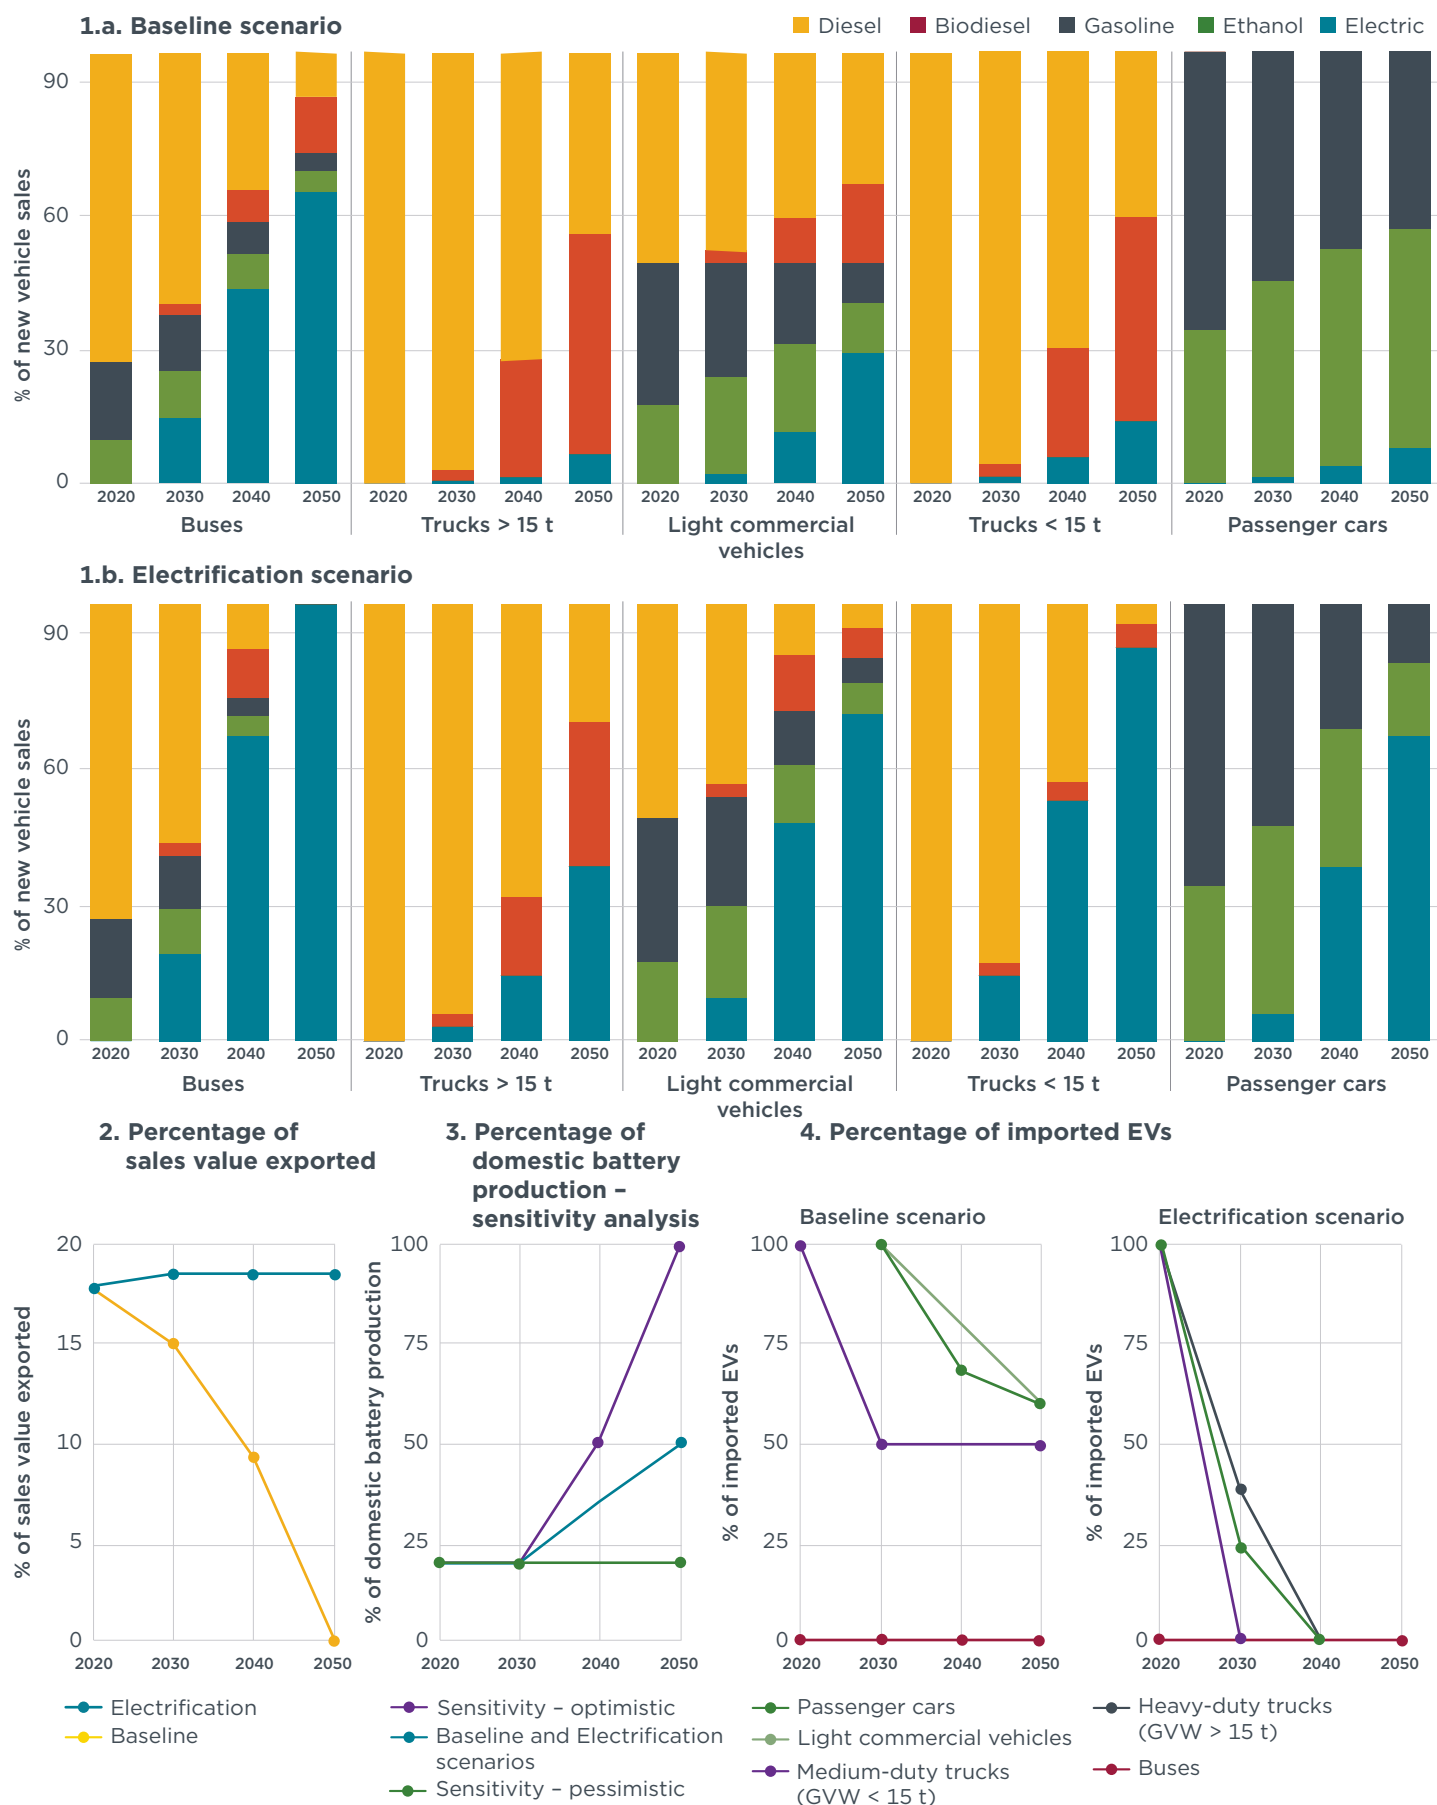 1.a. Baseline scenario
Diesel Biodiesel Gasoline Ethanol Electric
% of new vehicle sales
90
60
30
0
2020 2030 2040 2050 2020 2030 2040 2050 2020 2030 2040 2050 2020 2030 2040 2050 2020 2030 2040 2050
Buses Trucks > 15 t Light commercial Trucks < 15 t Passenger cars
vehicles
1.b. Electrification scenario
% of new vehicle sales
90
60
30
0
2020 2030 2040 2050 2020 2030 2040 2050 2020 2030 2040 2050 2020 2030 2040 2050 2020 2030 2040 2050
Buses Trucks > 15 t Light commercial Trucks < 15 t Passenger cars
vehicles
2. Percentage of
sales value exported
% of sales value exported
20
15
10
5
0
2020 2030 2040 2050
Electrification
Baseline
3. Percentage of
domestic battery
production –
sensitivity analysis
% of domestic battery production
100
75
50
25
0
2020 2030 2040 2050
Sensitivity – optimistic
Baseline and Electrification
scenarios
Sensitivity – pessimistic
4. Percentage of imported EVs
Baseline scenario
% of imported EVs
100
75
50
25
0
2020 2030 2040 2050
Electrification scenario
% of imported EVs
100
75
50
25
0
2020 2030 2040 2050
Passenger cars
Light commercial vehicles
Medium-duty trucks
(GVW < 15 t)
Heavy-duty trucks
(GVW > 15 t)
Buses